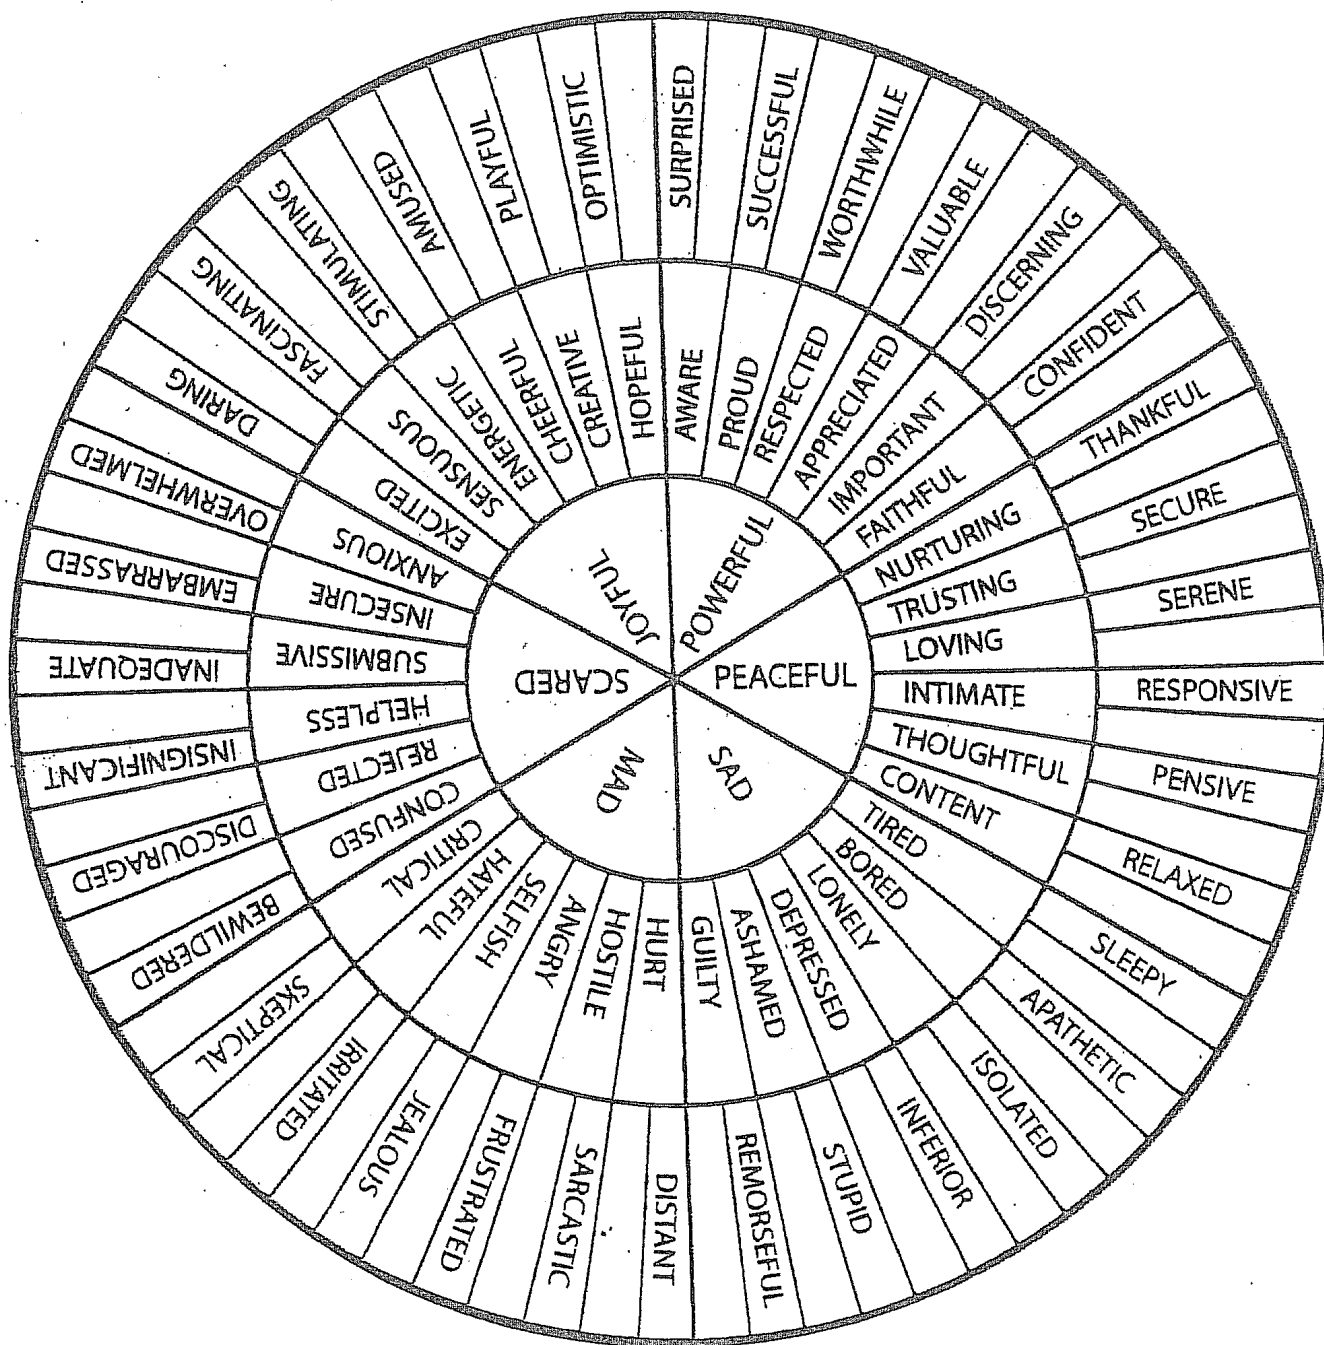 JOYFUL
POWERFUL
PEACEFUL
SAD
MAD
SCARED
EXCITED
SENSUOUS
ENERGETIC
CHEERFUL
CREATIVE
HOPEFUL
AWARE
PROUD
RESPECTED
APPRECIATED
IMPORTANT
FAITHFUL
NURTURING
TRUSTING
LOVING
INTIMATE
THOUGHTFUL
CONTENT
TIRED
BORED
LONELY
DEPRESSED
ASHAMED
GUILTY
HURT
HOSTILE
ANGRY
SELFISH
HATEFUL
CRITICAL
CONFUSED
REJECTED
HELPLESS
SUBMISSIVE
INSECURE
ANXIOUS
DARING
FASCINATING
STIMULATING
AMUSED
PLAYFUL
OPTIMISTIC
SURPRISED
SUCCESSFUL
WORTHWHILE
VALUABLE
DISCERNING
CONFIDENT
THANKFUL
SECURE
SERENE
RESPONSIVE
PENSIVE
RELAXED
SLEEPY
APATHETIC
ISOLATED
INFERIOR
STUPID
REMORSEFUL
DISTANT
SARCASTIC
FRUSTRATED
JEALOUS
IRRITATED
SKEPTICAL
BEWILDERED
DISCOURAGED
INSIGNIFICANT
INADEQUATE
EMBARRASSED
OVERWHELMED